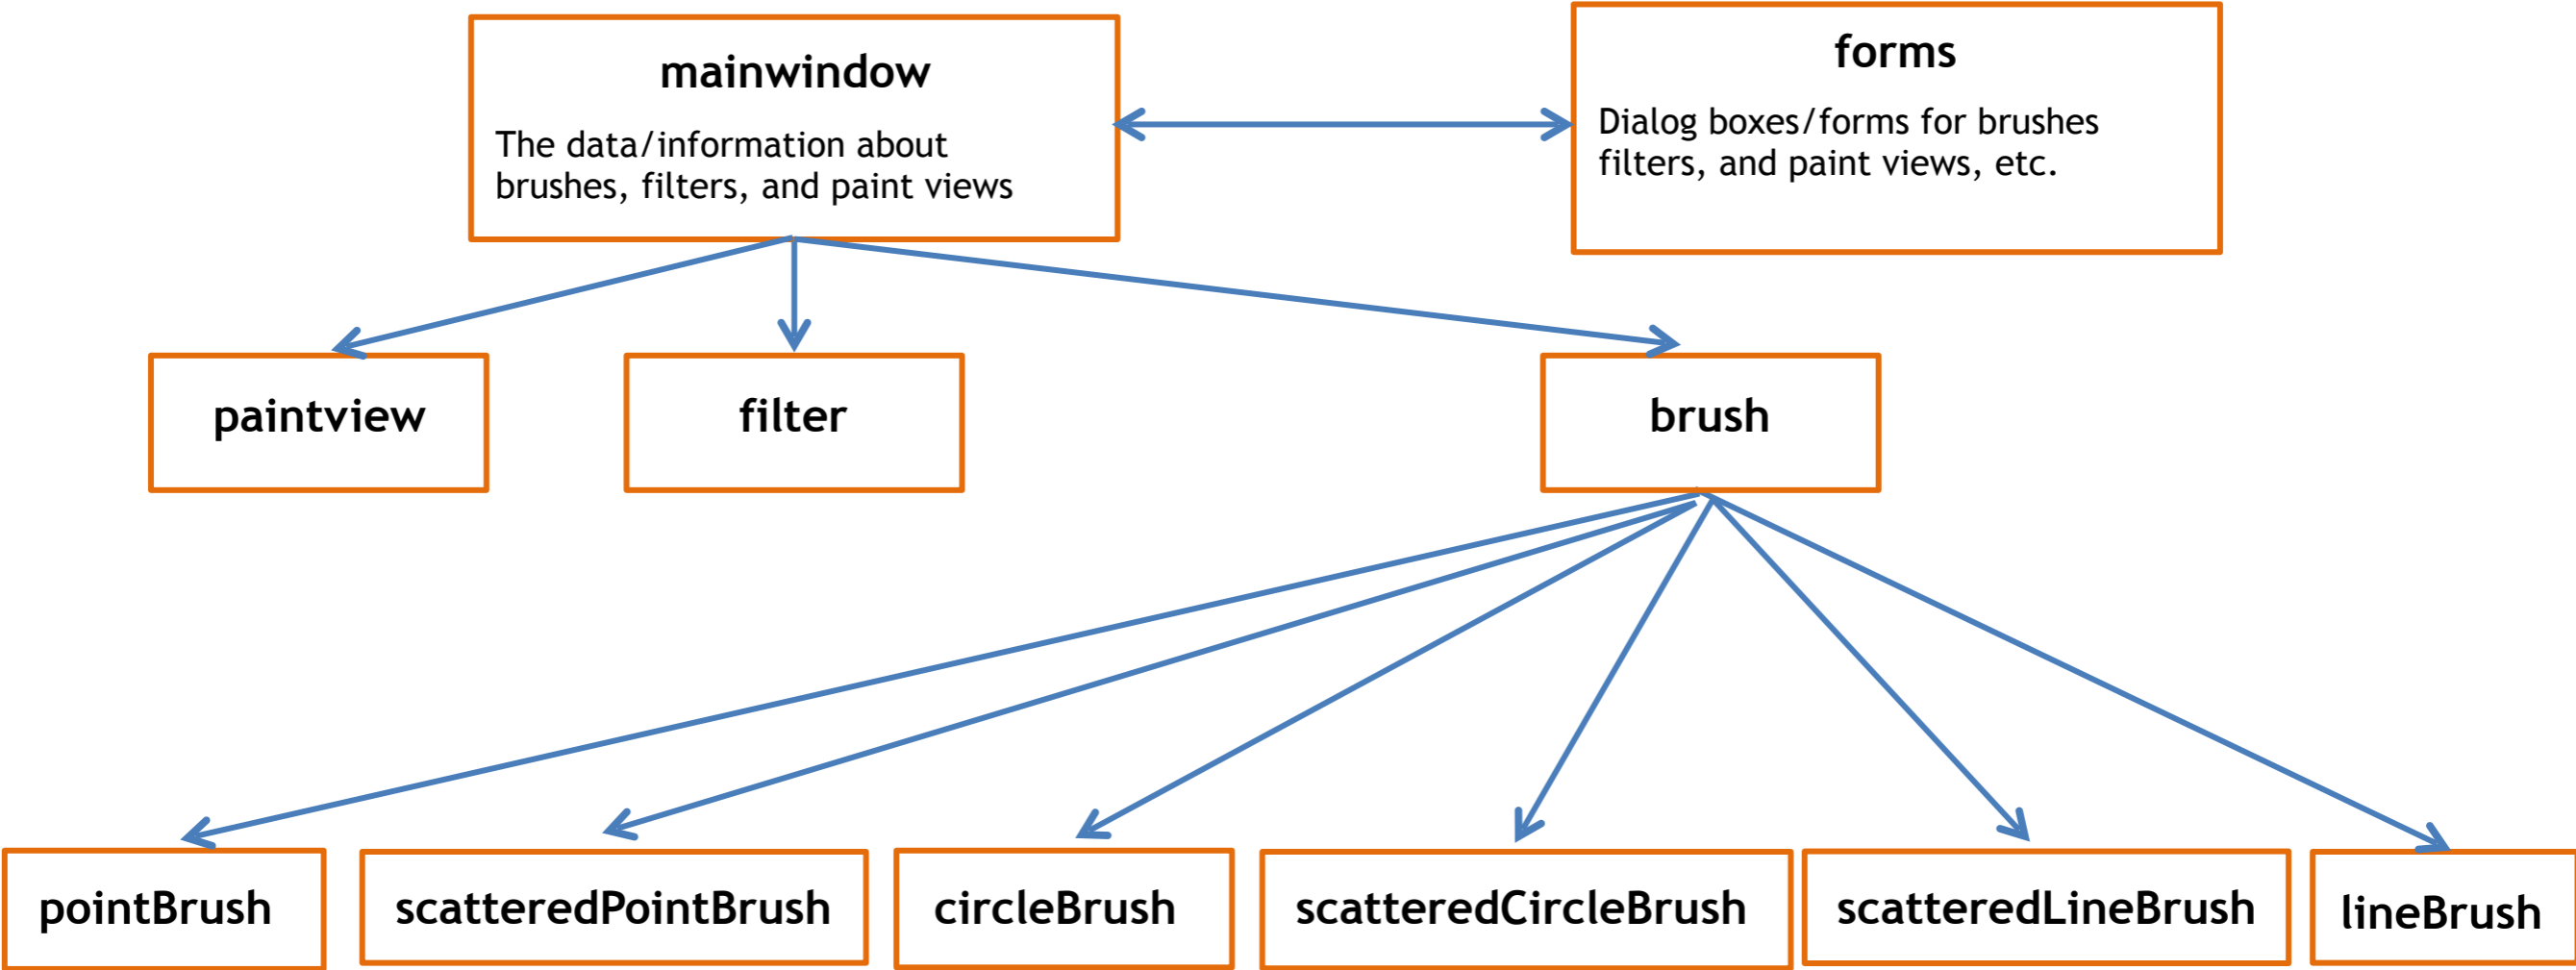 mainwindow
The data/information about
brushes, filters, and paint views
forms
Dialog boxes/forms for brushes
filters, and paint views, etc.
paintview
filter
brush
pointBrush
scatteredPointBrush
circleBrush
scatteredCircleBrush
scatteredLineBrush
lineBrush